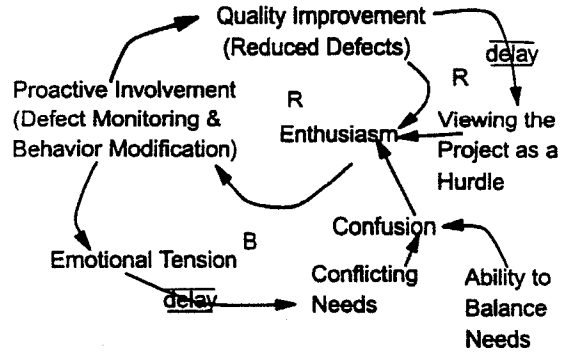 Quality Improvement
(Reduced Defects)
delay
Proactive Involvement
(Defect Monitoring &
Behavior Modification)
R
R
Enthusiasm
Viewing the
Project as a
Hurdle
Confusion
B
Emotional Tension
delay
Conflicting
Needs
Ability to
Balance
Needs